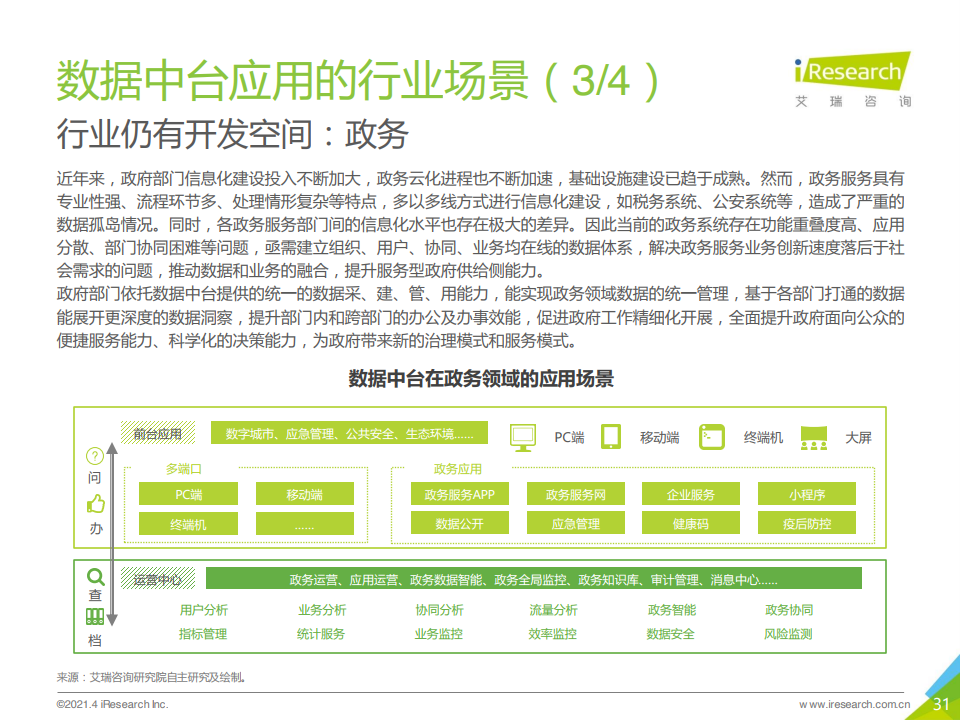 数据中台应用的行业场景（3/4）
iResearch
艾瑞咨询
行业仍有开发空间：政务
近年来，政府部门信息化建设投入不断加大，政务云化进程也不断加速，基础设施建设已趋于成熟。然而，政务服务具有
专业性强、流程环节多、处理情形复杂等特点，多以多线方式进行信息化建设，如税务系统、公安系统等，造成了严重的
数据孤岛情况。同时，各政务服务部门间的信息化水平也存在极大的差异。因此当前的政务系统存在功能重叠度高、应用
分散、部门协同困难等问题，亟需建立组织、用户、协同、业务均在线的数据体系，解决政务服务业务创新速度落后于社
会需求的问题，推动数据和业务的融合，提升服务型政府供给侧能力。
政府部门依托数据中台提供的统一的数据采、建、管、用能力，能实现政务领域数据的统一管理，基于各部门打通的数据
能展开更深度的数据洞察，提升部门内和跨部门的办公及办事效能，促进政府工作精细化开展，全面提升政府面向公众的
便捷服务能力、科学化的决策能力，为政府带来新的治理模式和服务模式。
数据中台在政务领域的应用场景
前台应用 数字城市、应急管理、公共安全、生态环境...... PC端 移动端 终端机 大屏
问
办
多端口 政务应用
PC端 移动端 政务服务APP 政务服务网 企业服务 小程序
终端机 ...... 数据公开 应急管理 健康码 疫后防控
查
档
运营中心 政务运营、应用运营、政务数据智能、政务全局监控、政务知识库、审计管理、消息中心......
用户分析 业务分析 协同分析 流量分析 政务智能 政务协同
指标管理 统计服务 业务监控 效率监控 数据安全 风险监测
来源：艾瑞咨询研究院自主研究及绘制。
©2021.4 iResearch Inc. www.iresearch.com.cn 31